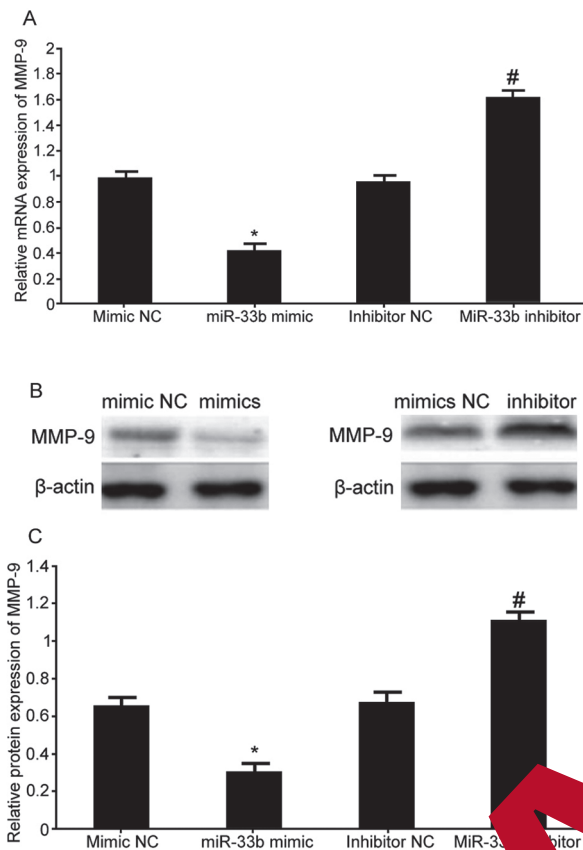 A
Relative mRNA expression of MMP-9
2
1.8
1.6
1.4
1.2
1
0.8
0.6
0.4
0.2
0
*
#
Mimic NC miR-33b mimic Inhibitor NC MiR-33b inhibitor
B
mimic NC mimics
MMP-9
β-actin
mimics NC inhibitor
MMP-9
β-actin
C
Relative protein expression of MMP-9
1.4
1.2
1
0.8
0.6
0.4
0.2
0
*
#
Mimic NC miR-33b mimic Inhibitor NC